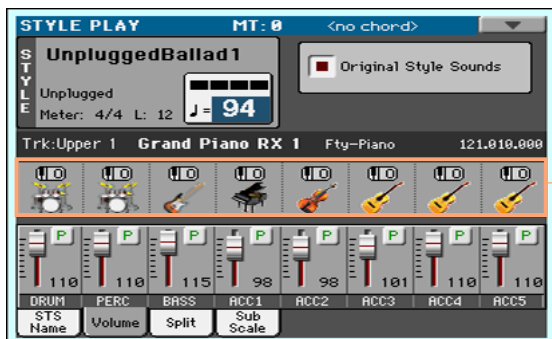 STYLE PLAY MT: 0 <no chord>
STYLE
UnpluggedBallad1
Unplugged
Meter: 4/4 L: 12 ♩= 94
Original Style Sounds
Trk:Upper 1 Grand Piano RX 1 Fty-Piano 121.010.000
P P P P P P P P
110 110 115 98 98 101 110 110
DRUM PERC BASS ACC1 ACC2 ACC3 ACC4 ACC5
STS Name Volume Split Sub Scale